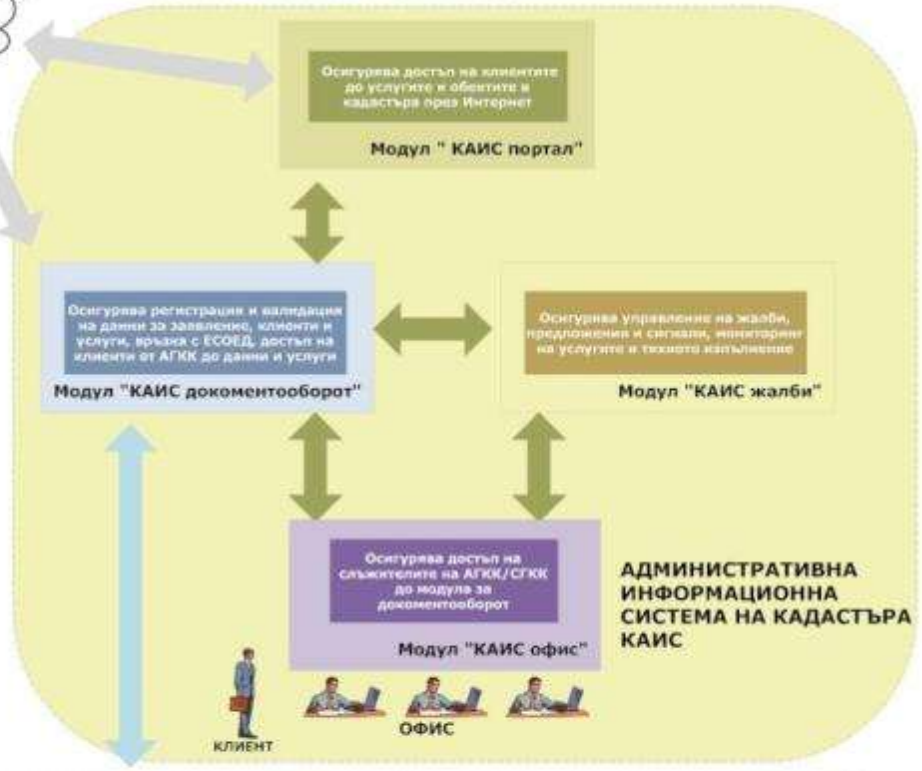 Осигурява достъп на клиентите
до услугите и обектите в
кадастъра през Интернет
Модул " КАИС портал"
Осигурява регистрация и валидация
на данни за заявление, клиенти и
услуги, връзка с ЕСОЕД, достъп на
клиенти от АГКК до данни и услуги
Модул "КАИС докоментооборот"
Осигурява управление на жалби,
предложения и сигнали, мониторинг
на услугите и тяхното изпълнение
Модул "КАИС жалби"
Осигурява достъп на
служителите на АГКК/СГКК
до модула за
докоментооборот
Модул "КАИС офис"
АДМИНИСТРАТИВНА
ИНФОРМАЦИОННА
СИСТЕМА НА КАДАСТЪРА
КАИС
КЛИЕНТ
ОФИС